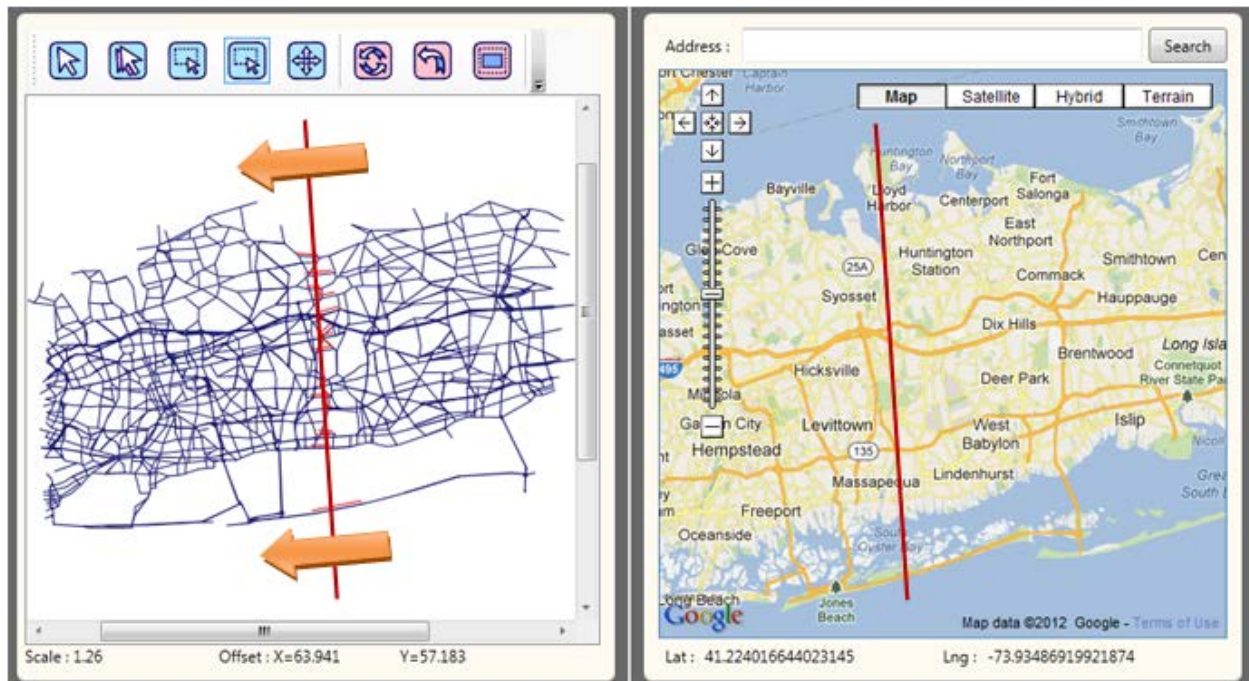 Scale : 1.26
Offset : X=63.941
Y=57.183
Address :
Search
Captain
Harbor
Map
Satellite
Hybrid
Terrain
Smithtown
Bay
Huntington
Bay
Northport
Bay
Bayville
Lloyd
Harbor
Centerport
Fort
Salonga
East
Northport
Glen Cove
Huntington
Station
25A
Commack
Smithtown
Syosset
Hauppauge
Dix Hills
Brentwood
Connetquot
River State
495
Hicksville
Deer Park
Levittown
West
Babylon
Islip
Hempstead
135
Massapequa
Lindenhurst
Freeport
Oceanside
South
Oyster Bay
South
Long Beach
Jones
Beach
Google
Map data ©2012 Google - Terms of Use
Lat : 41.224016644023145
Lng : -73.93486919921874